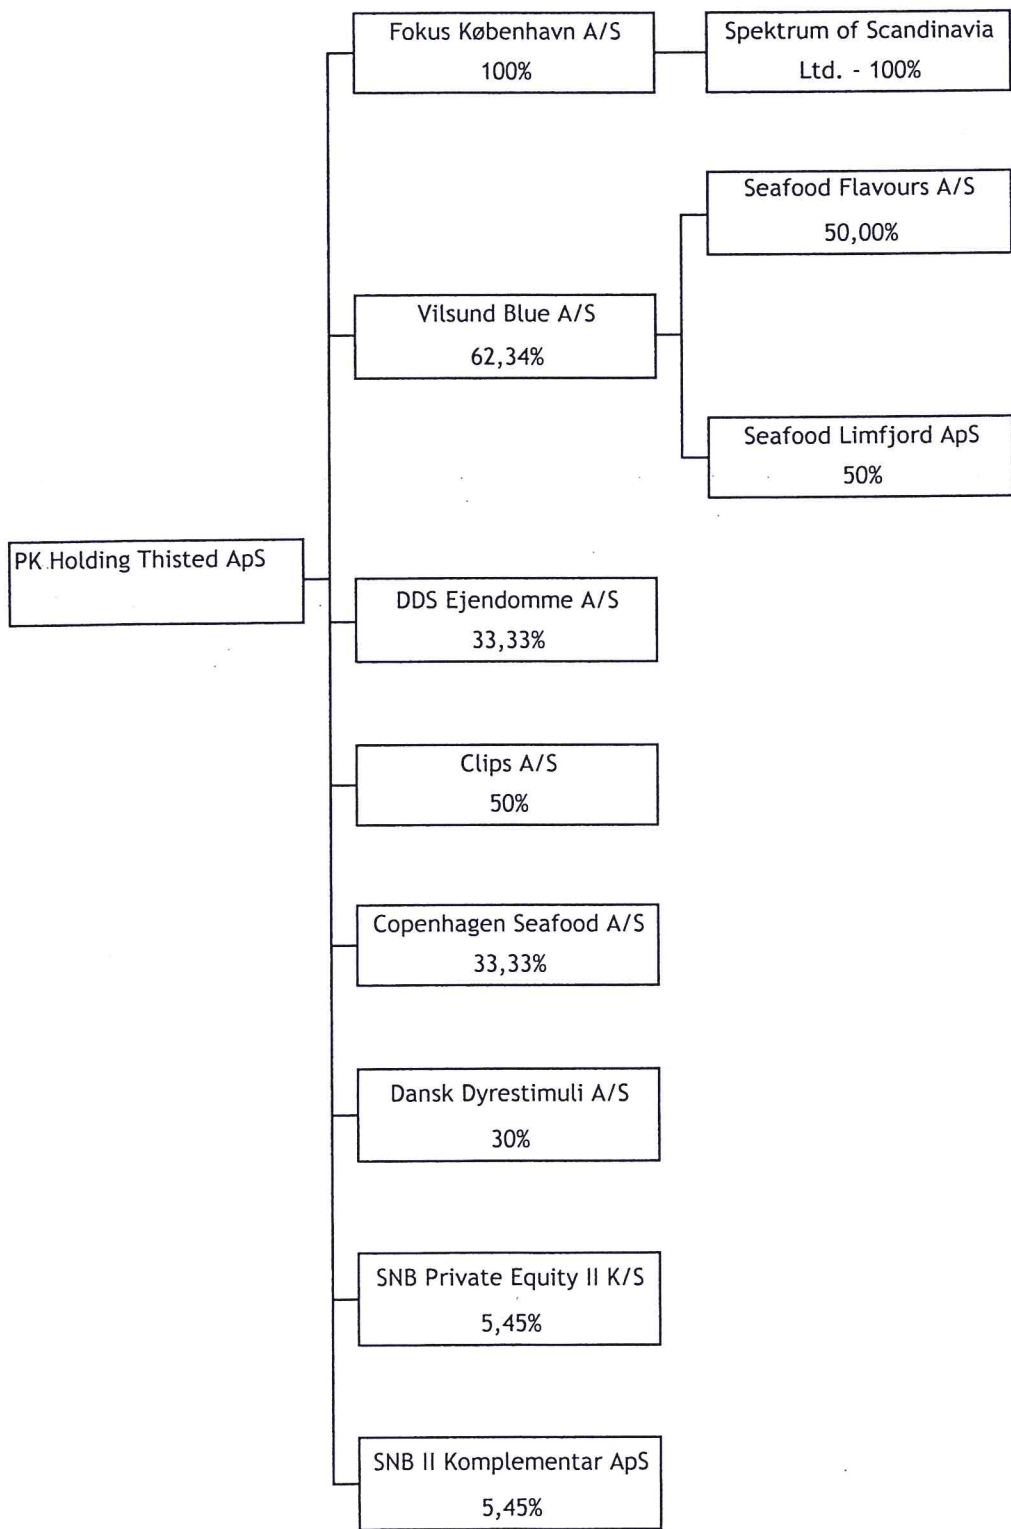 Fokus København A/S
100%
Spektrum of Scandinavia
Ltd. - 100%
Seafood Flavours A/S
50,00%
Vilsund Blue A/S
62,34%
Seafood Limfjord ApS
50%
PK Holding Thisted ApS
DDS Ejendomme A/S
33,33%
Clips A/S
50%
Copenhagen Seafood A/S
33,33%
Dansk Dyrestimuli A/S
30%
SNB Private Equity II K/S
5,45%
SNB II Komplementar ApS
5,45%